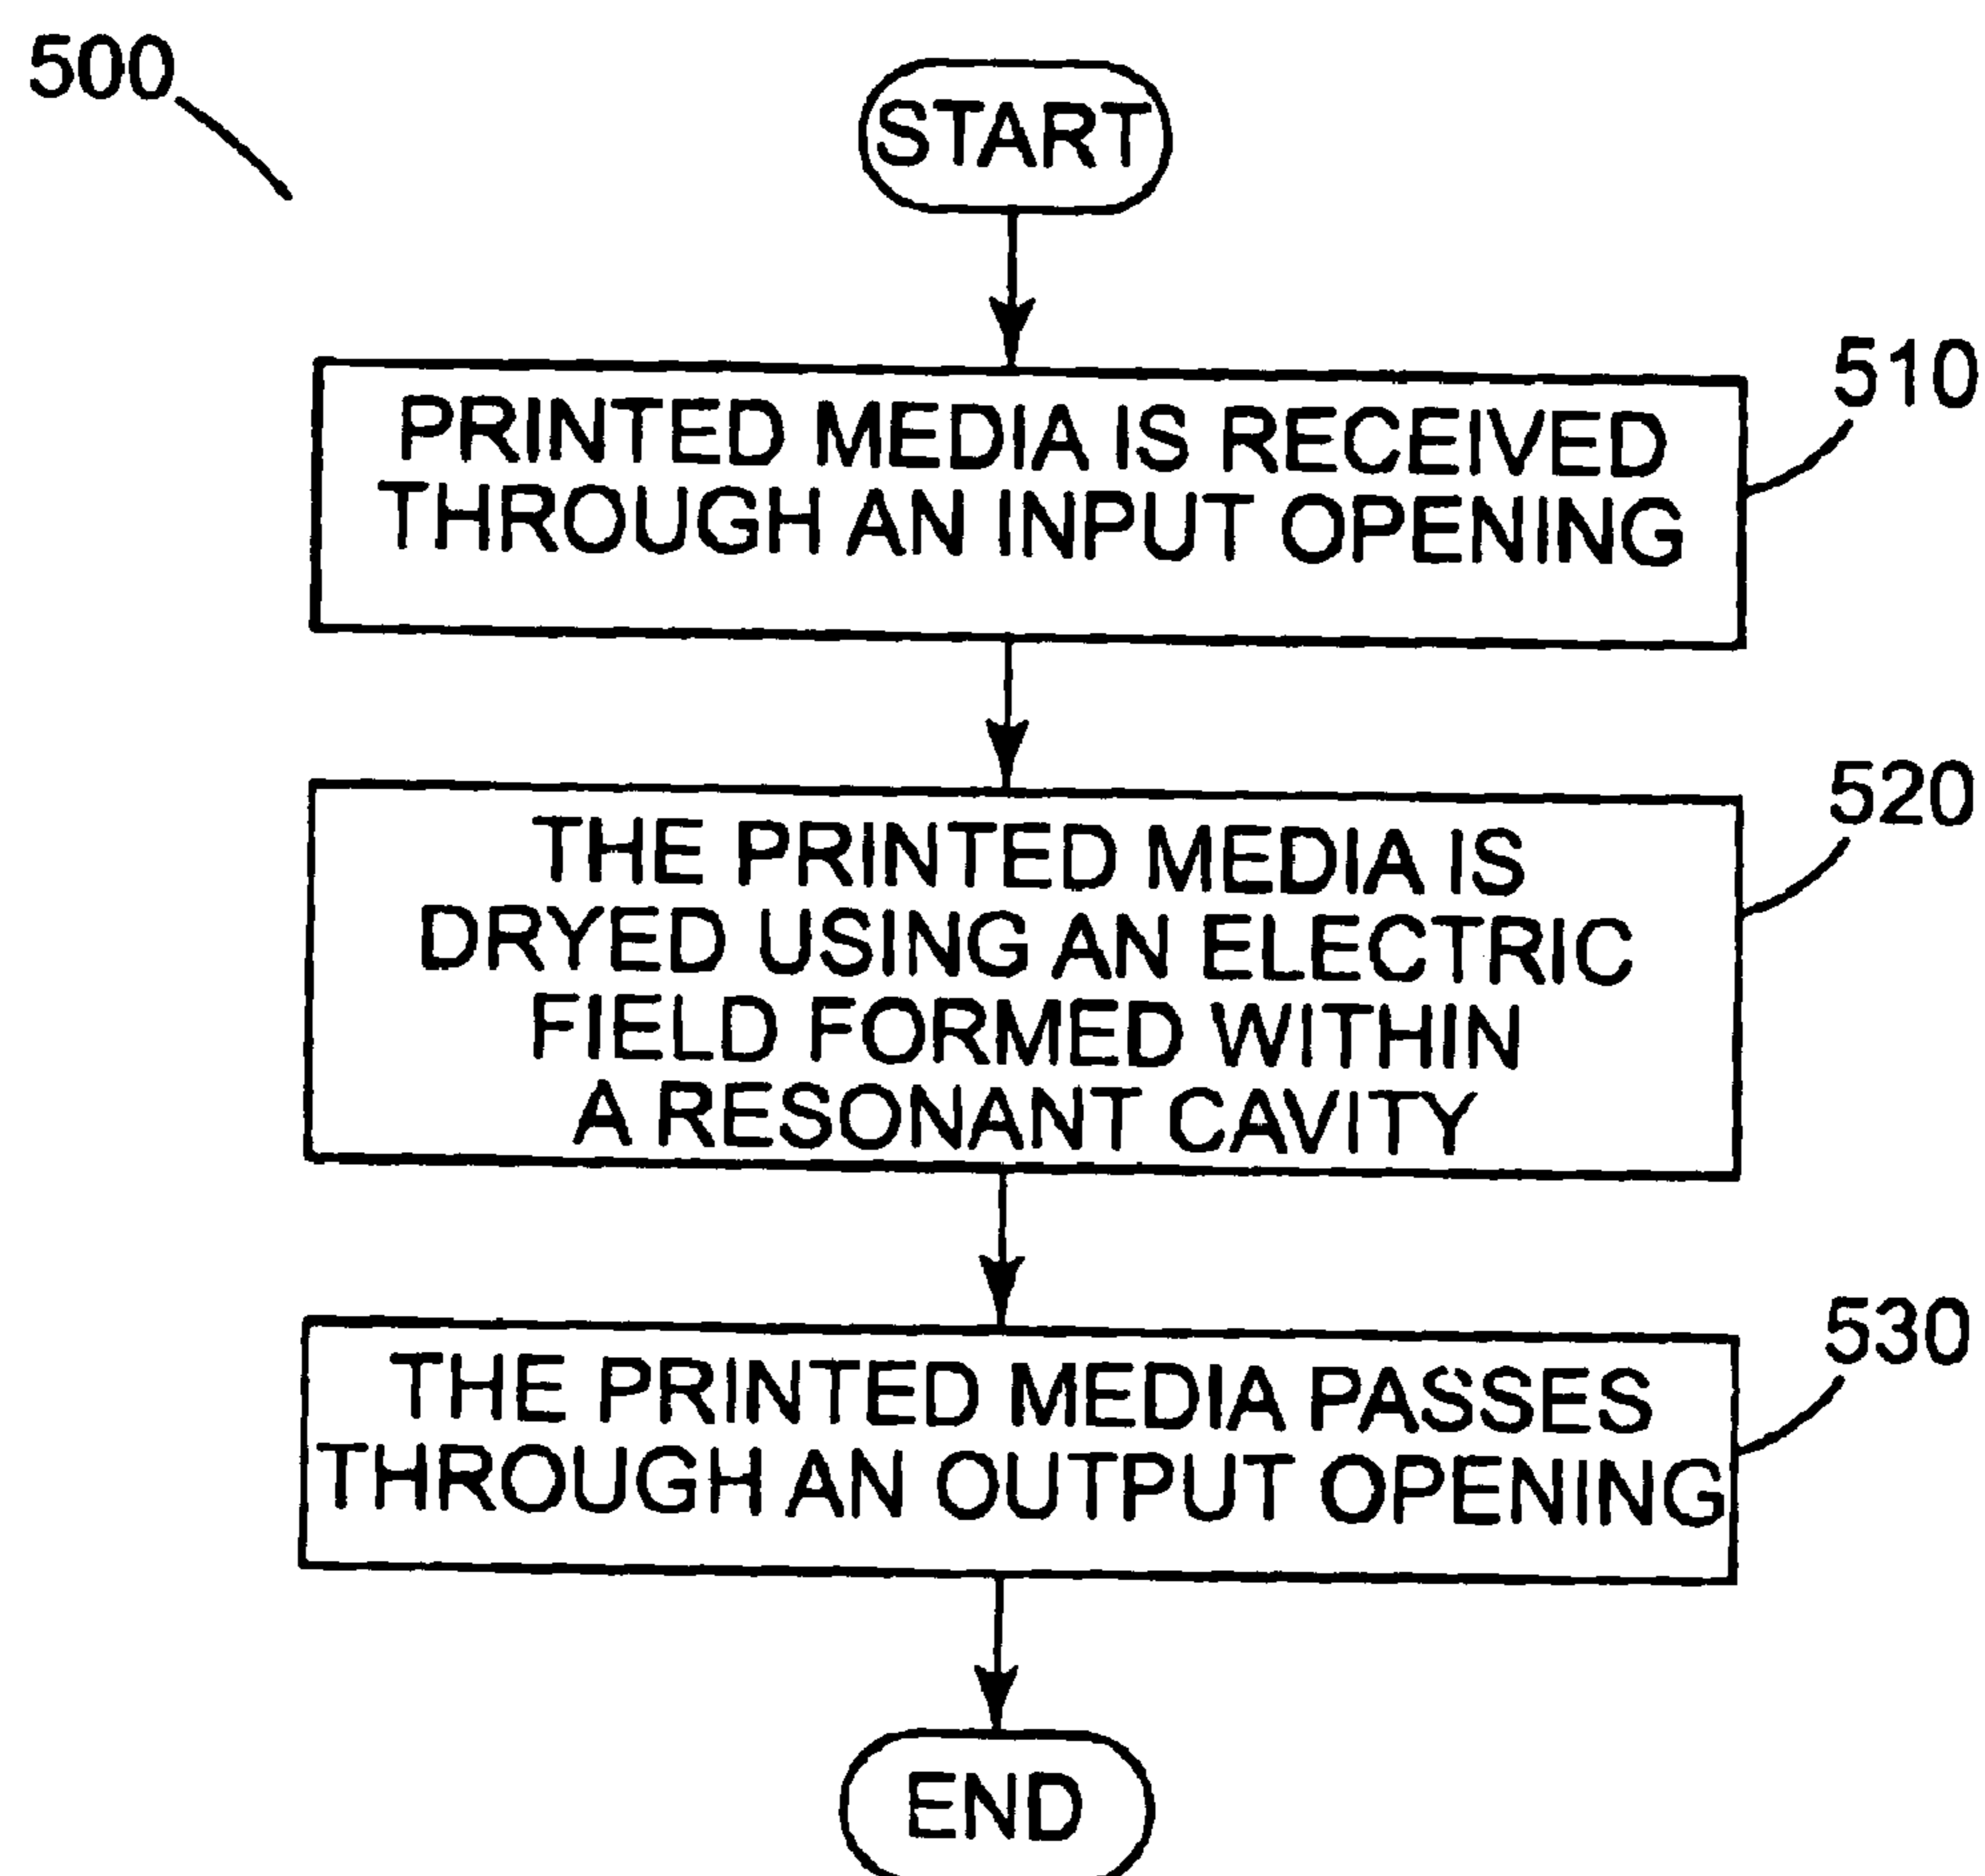 500
START
510
PRINTED MEDIA IS RECEIVED
THROUGH AN INPUT OPENING
520
THE PRINTED MEDIA IS
DRYED USING AN ELECTRIC
FIELD FORMED WITHIN
A RESONANT CAVITY
530
THE PRINTED MEDIA PASSES
THROUGH AN OUTPUT OPENING
END